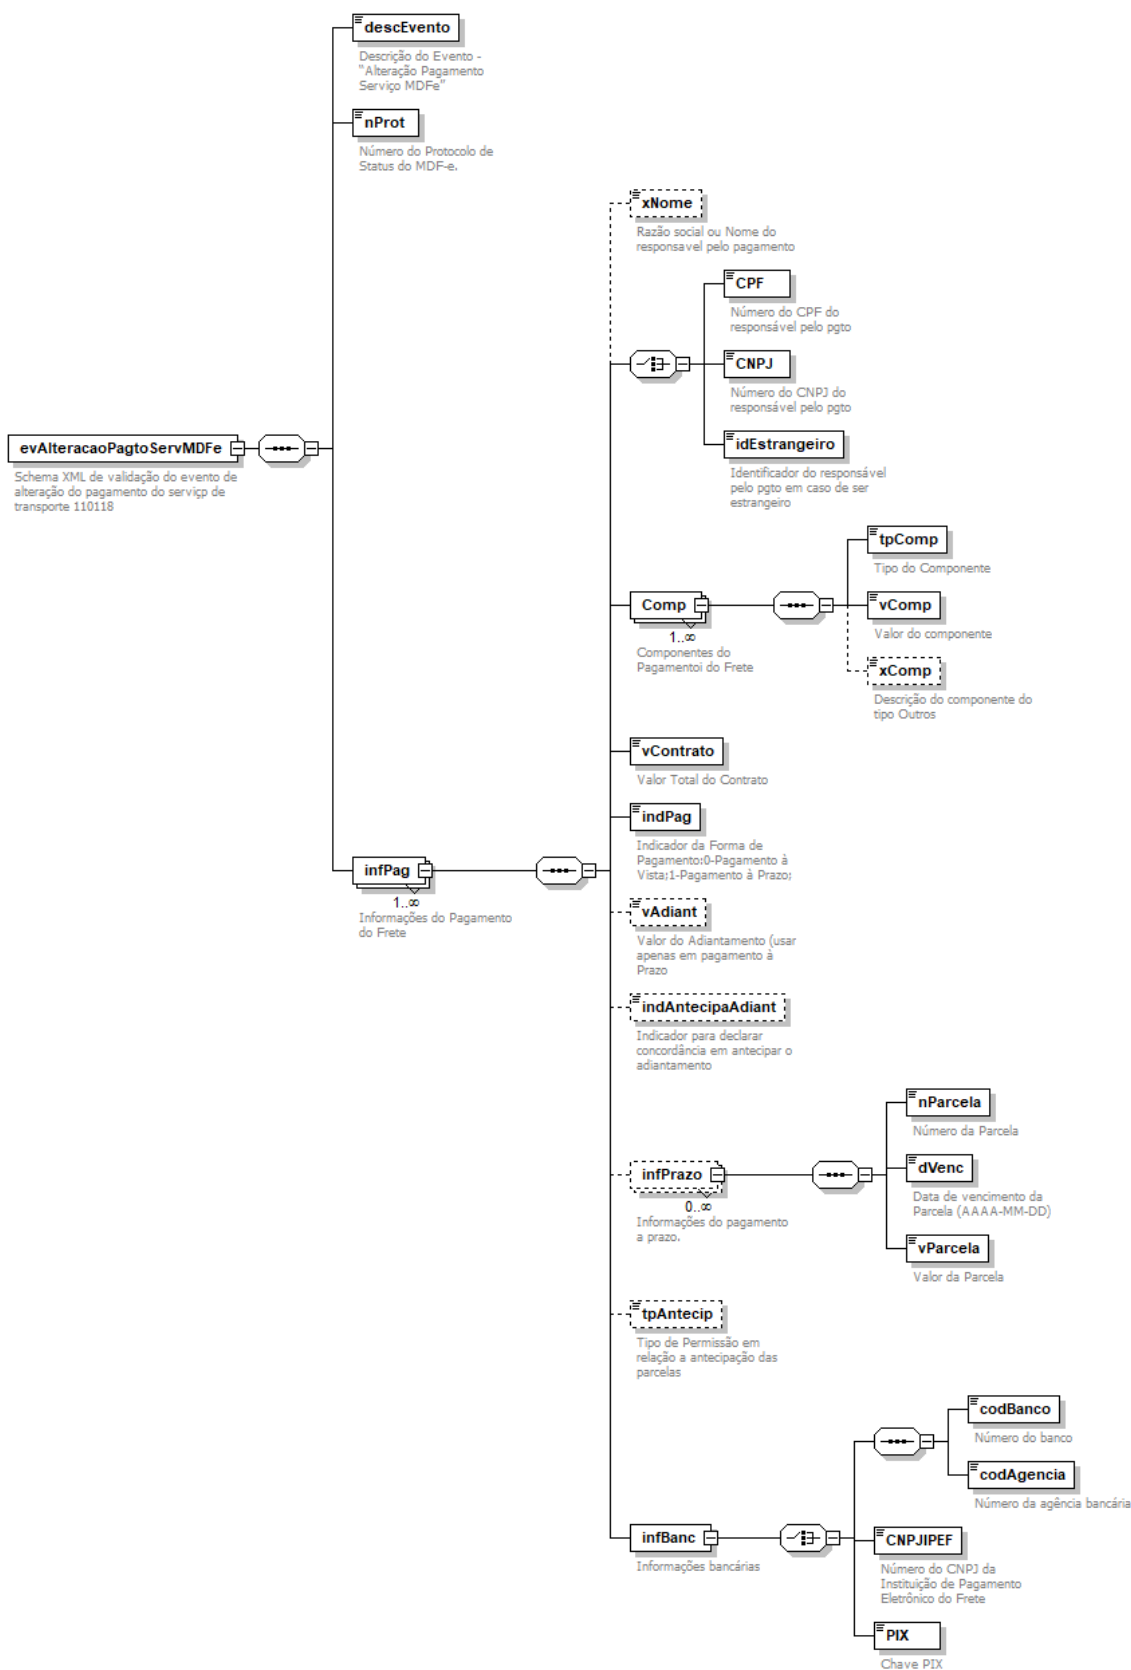 descEvento
Descrição do Evento -
"Alteração Pagamento
Serviço MDFe"
nProt
Número do Protocolo de
Status do MDF-e.
evAlteracaoPagtoServMDFe
Schema XML de validação do evento de
alteração do pagamento do serviçp de
transporte 110118
infPag
1..∞
Informações do Pagamento
do Frete
xNome
Razão social ou Nome do
responsavel pelo pagamento
CPF
Número do CPF do
responsável pelo pgto
CNPJ
Número do CNPJ do
responsável pelo pgto
idEstrangeiro
Identificador do responsável
pelo pgto em caso de ser
estrangeiro
Comp
1..∞
Componentes do
Pagamentoi do Frete
tpComp
Tipo do Componente
vComp
Valor do componente
xComp
Descrição do componente do
tipo Outros
vContrato
Valor Total do Contrato
indPag
Indicador da Forma de
Pagamento:0-Pagamento à
Vista;1-Pagamento à Prazo;
vAdiant
Valor do Adiantamento (usar
apenas em pagamento à
Prazo
indAntecipaAdiant
Indicador para declarar
concordância em antecipar o
adiantamento
infPrazo
0..∞
Informações do pagamento
a prazo.
nParcela
Número da Parcela
dVenc
Data de vencimento da
Parcela (AAAA-MM-DD)
vParcela
Valor da Parcela
tpAntecip
Tipo de Permissão em
relação a antecipação das
parcelas
infBanc
Informações bancárias
codBanco
Número do banco
codAgencia
Número da agência bancária
CNPJIPEF
Número do CNPJ da
Instituição de Pagamento
Eletrônico do Frete
PIX
Chave PIX